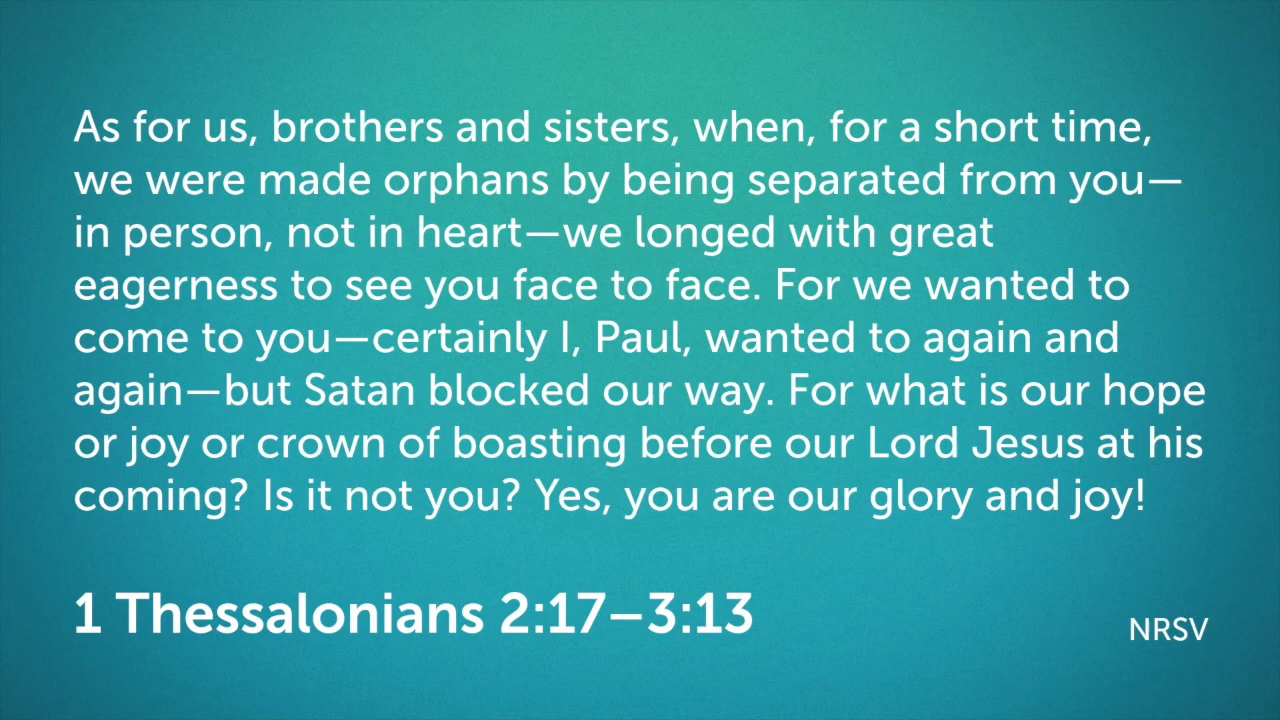 As for us, brothers and sisters, when, for a short time,
we were made orphans by being separated from you—
in person, not in heart—we longed with great
eagerness to see you face to face. For we wanted to
come to you—certainly I, Paul, wanted to again and
again—but Satan blocked our way. For what is our hope
or joy or crown of boasting before our Lord Jesus at his
coming? Is it not you? Yes, you are our glory and joy!
1 Thessalonians 2:17–3:13
NRSV